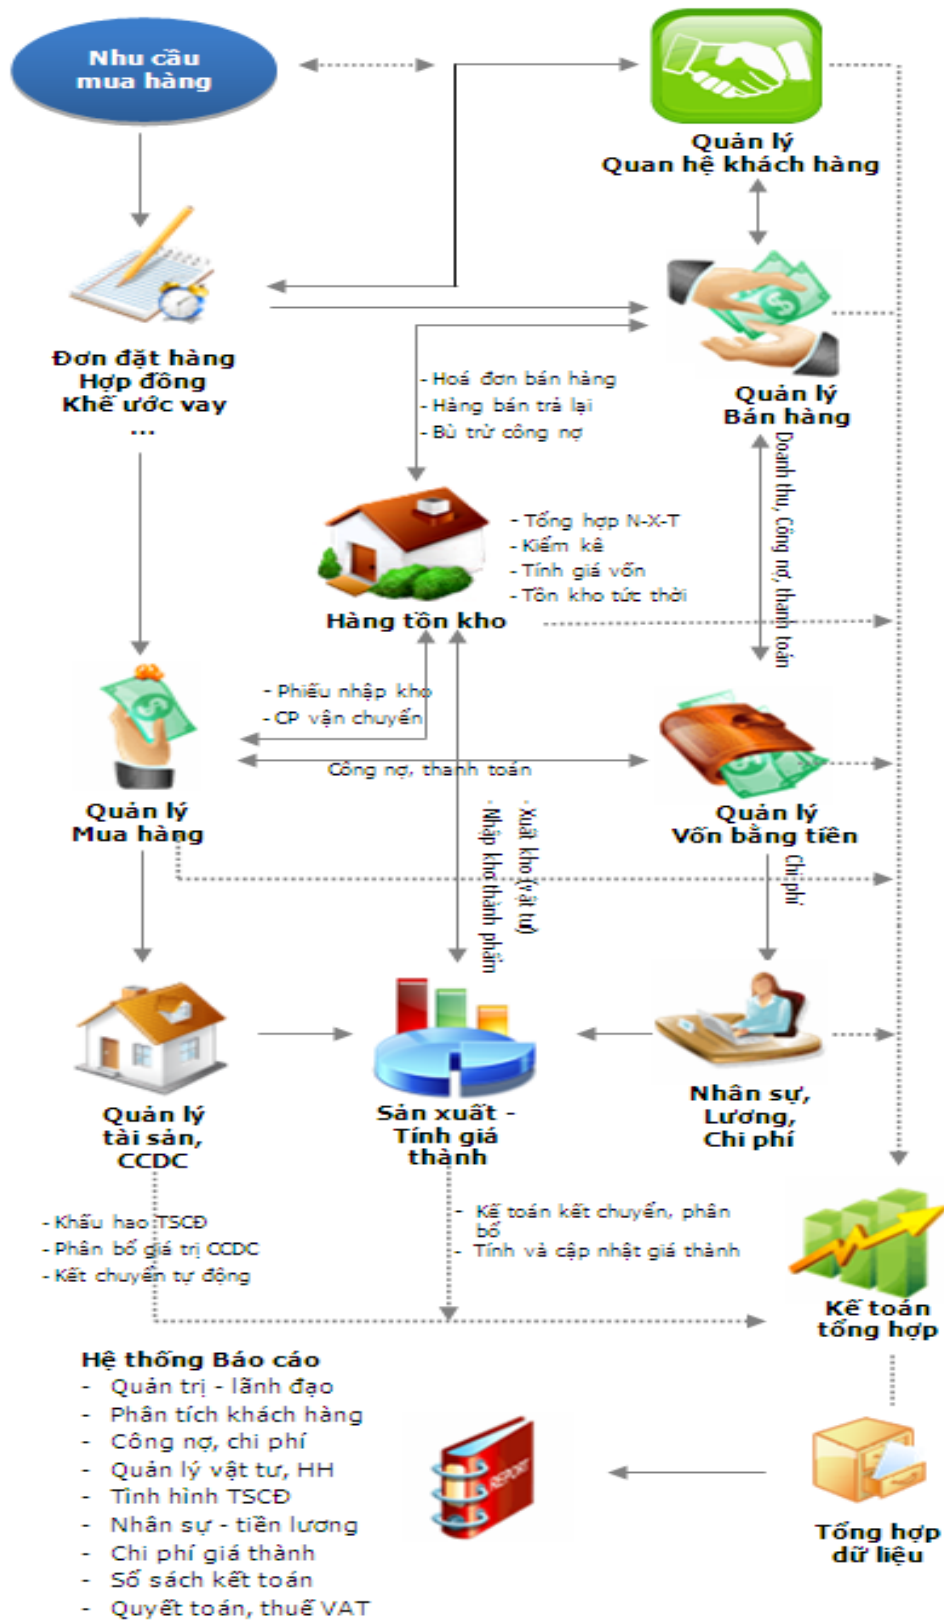 Nhu cầu
mua hàng
Quản lý
Quan hệ khách hàng
Đơn đặt hàng
Hợp đồng
Khế ước vay
...
- Hoá đơn bán hàng
- Hàng bán trả lại
- Bù trừ công nợ
Quản lý
Bán hàng
Doanh thu, Công nợ, thanh toán
- Tổng hợp N-X-T
- Kiểm kê
- Tính giá vốn
- Tồn kho tức thời
Hàng tồn kho
- Phiếu nhập kho
- CP vận chuyển
Công nợ, thanh toán
Quản lý
Mua hàng
Quản lý
Vốn bằng tiền
- Xuất kho (vật tư)
- Nhập kho thành phẩm
Chi phí
Quản lý
tài sản,
CCDC
Sản xuất -
Tính giá
thành
Nhân sự,
Lương,
Chi phí
- Khấu hao TSCĐ
- Phân bổ giá trị CCDC
- Kết chuyển tự động
- Kế toán kết chuyển, phân
bổ
- Tính và cập nhật giá thành
Kế toán
tổng hợp
Hệ thống Báo cáo
- Quản trị - lãnh đạo
- Phân tích khách hàng
- Công nợ, chi phí
- Quản lý vật tư, HH
- Tình hình TSCĐ
- Nhân sự - tiền lương
- Chi phí giá thành
- Sổ sách kết toán
- Quyết toán, thuế VAT
REPORT
Tổng hợp
dữ liệu